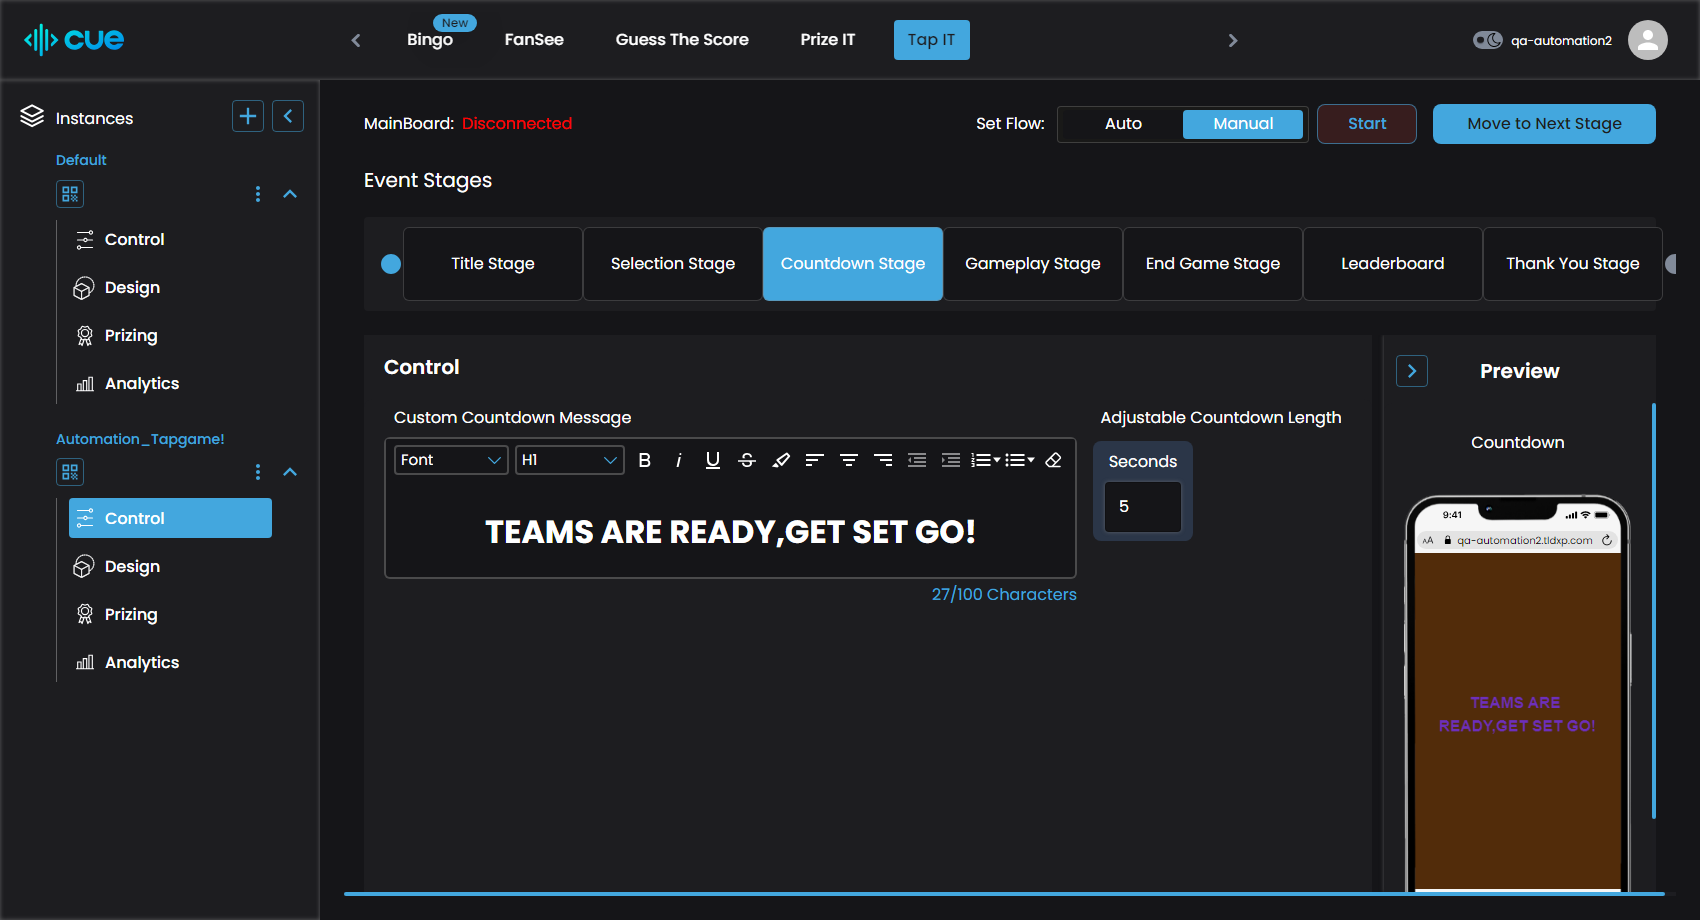 cue
New
Bingo
FanSee
Guess The Score
Prize IT
Tap IT
qa-automation2
Instances
Default
Control
Design
Prizing
Analytics
Automation_Tapgame!
Control
Design
Prizing
Analytics
MainBoard: Disconnected
Set Flow:
Auto
Manual
Start
Move to Next Stage
Event Stages
Title Stage
Selection Stage
Countdown Stage
Gameplay Stage
End Game Stage
Leaderboard
Thank You Stage
Control
Custom Countdown Message
Font
H1
B
i
U
S
TEAMS ARE READY,GET SET GO!
27/100 Characters
Adjustable Countdown Length
Seconds
5
Preview
Countdown
9:41
AA
qa-automation2.tldxp.com
TEAMS ARE
READY,GET SET GO!